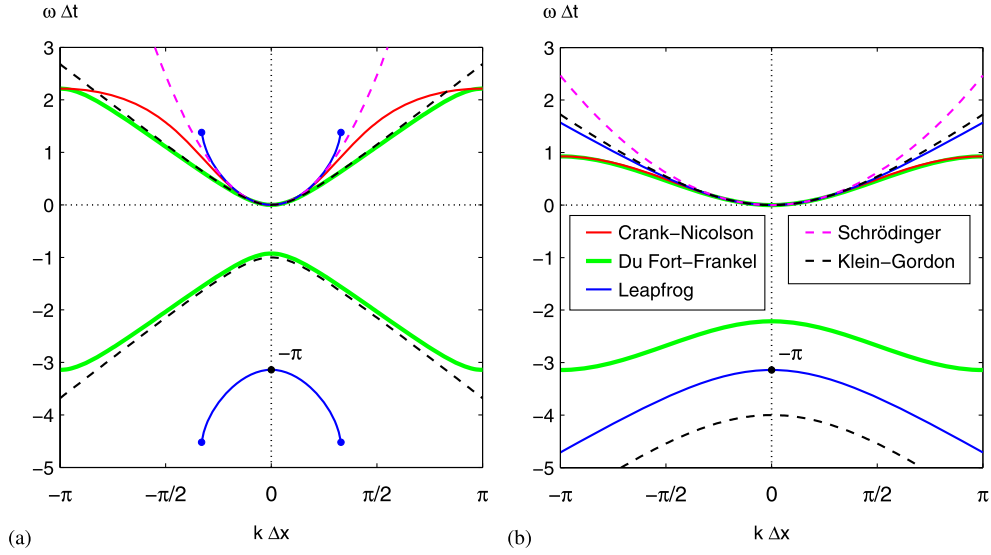 ω Δt
3
2
1
0
−1
−2
−3
−4
−5
−π
−π/2
0
π/2
π
−π
k Δx
(a)
ω Δt
3
2
1
0
−1
−2
−3
−4
−5
Crank−Nicolson
Du Fort−Frankel
Leapfrog
Schrödinger
Klein−Gordon
−π
−π
−π/2
0
π/2
π
k Δx
(b)